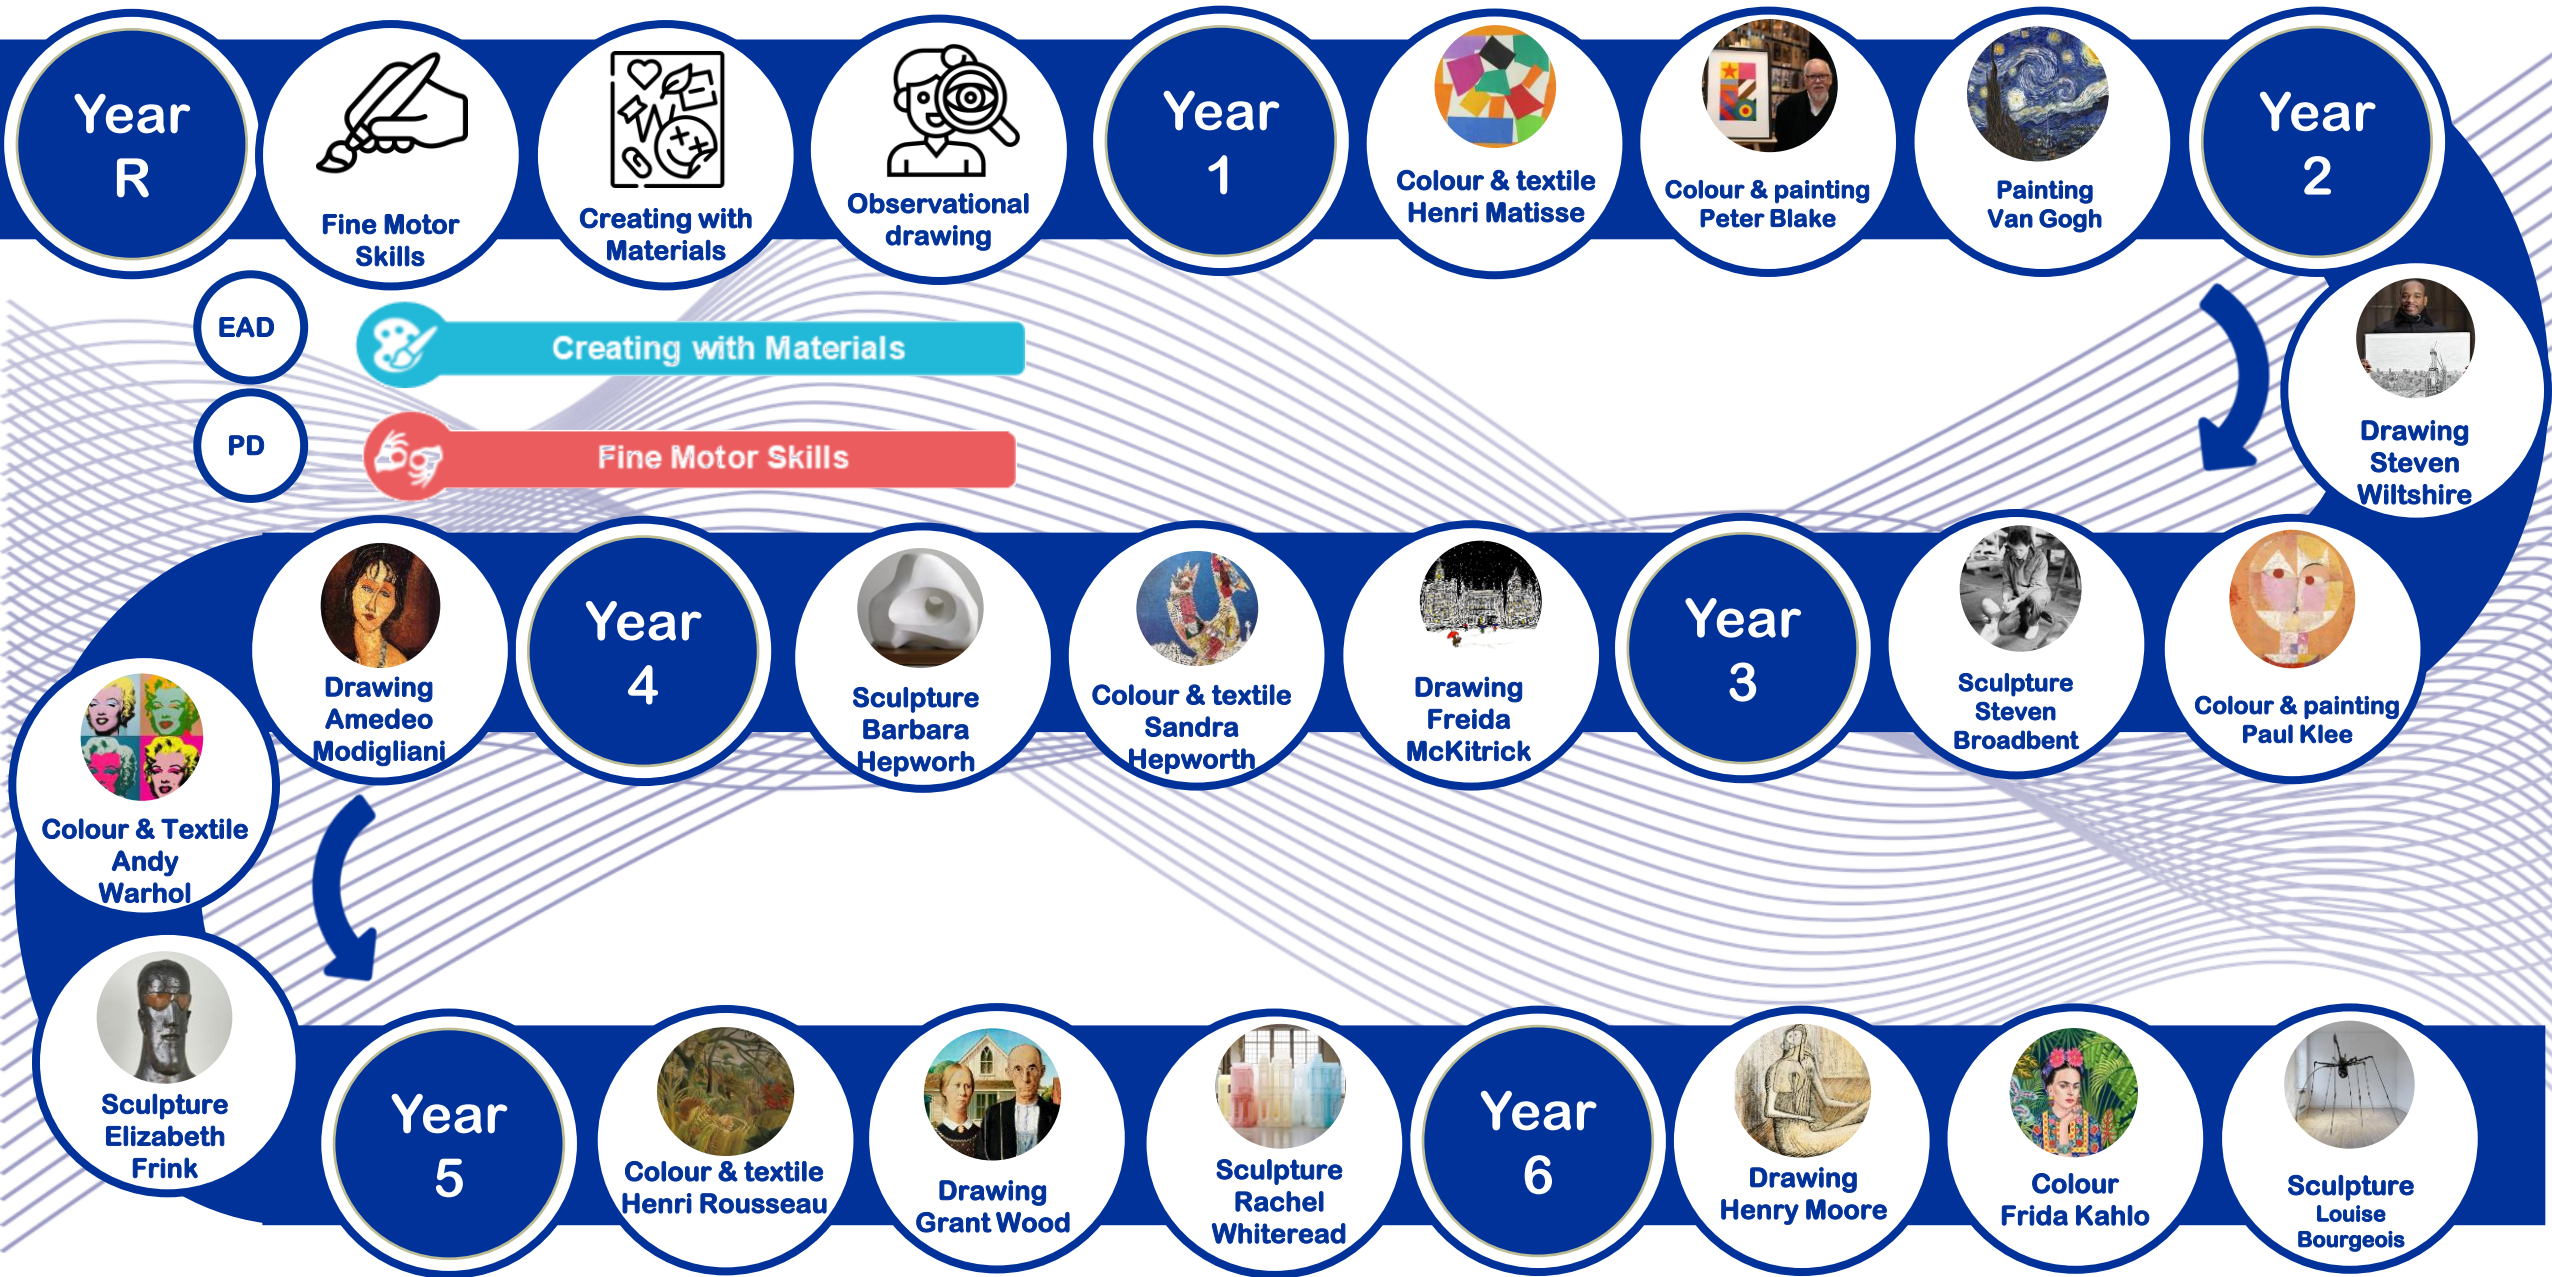 Year
R
Fine Motor
Skills
Creating with
Materials
Observational
drawing
Year
1
Colour & textile
Henri Matisse
Colour & painting
Peter Blake
Painting
Van Gogh
Year
2
EAD
Creating with Materials
PD
Fine Motor Skills
Drawing
Steven
Wiltshire
Colour & painting
Paul Klee
Sculpture
Steven
Broadbent
Year
3
Drawing
Freida
McKitrick
Colour & textile
Sandra
Hepworth
Sculpture
Barbara
Hepworh
Year
4
Drawing
Amedeo
Modigliani
Colour & Textile
Andy
Warhol
Sculpture
Elizabeth
Frink
Year
5
Colour & textile
Henri Rousseau
Drawing
Grant Wood
Sculpture
Rachel
Whiteread
Year
6
Drawing
Henry Moore
Colour
Frida Kahlo
Sculpture
Louise
Bourgeois